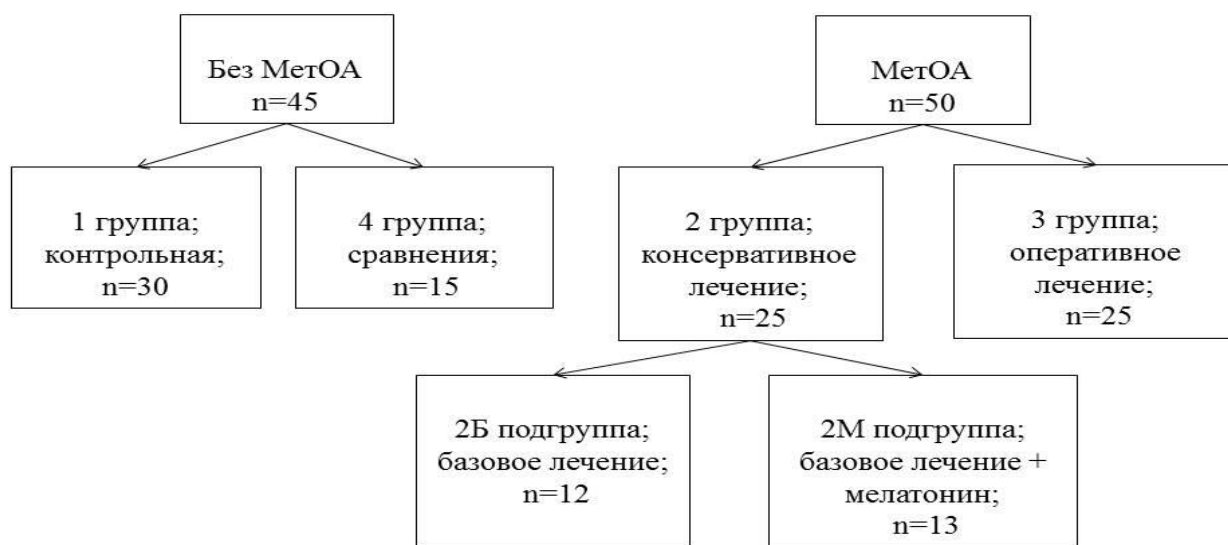 Без МетОА
n=45
МетОА
n=50
1 группа;
контрольная;
n=30
4 группа;
сравнения;
n=15
2 группа;
консервативное
лечение;
n=25
3 группа;
оперативное
лечение;
n=25
2Б подгруппа;
базовое лечение;
n=12
2М подгруппа;
базовое лечение +
мелатонин;
n=13